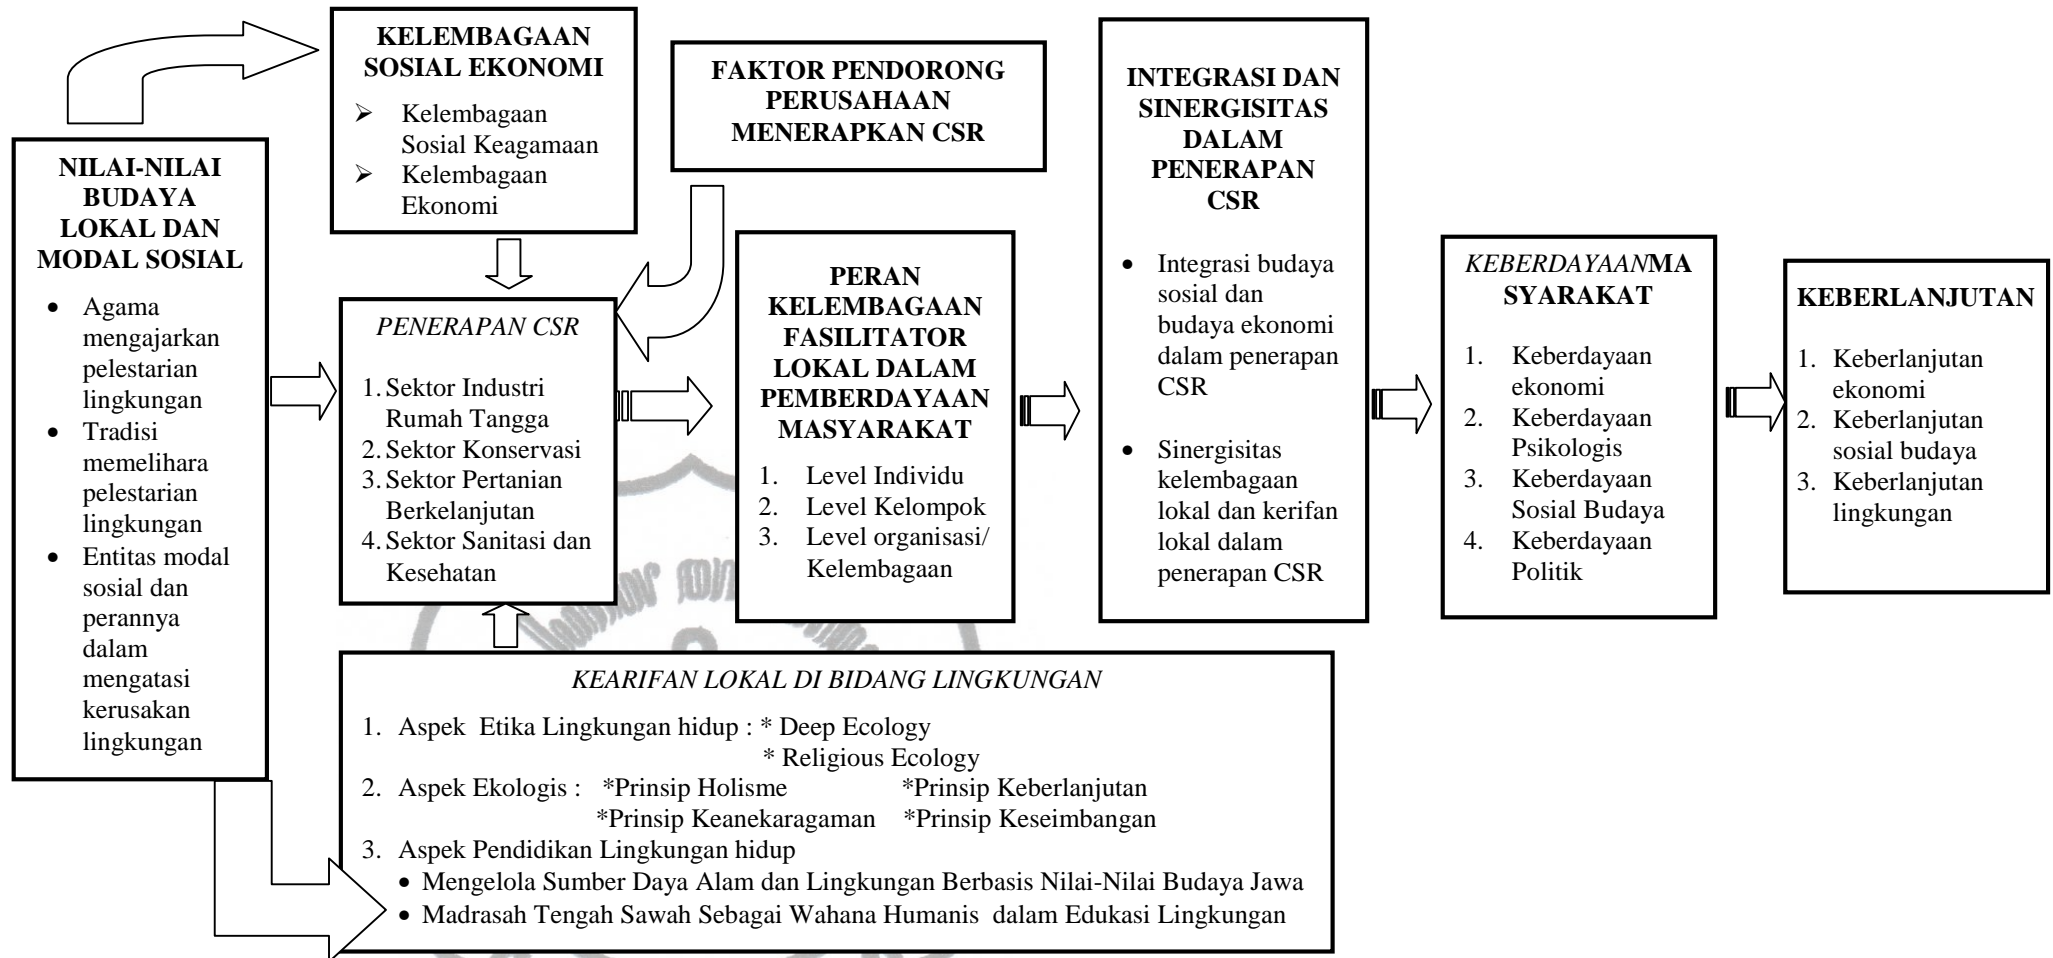 KELEMBAGAAN
SOSIAL EKONOMI
➢ Kelembagaan
Sosial Keagamaan
➢ Kelembagaan
Ekonomi
FAKTOR PENDORONG
PERUSAHAAN
MENERAPKAN CSR
NILAI-NILAI
BUDAYA
LOKAL DAN
MODAL SOSIAL
• Agama
mengajarkan
pelestarian
lingkungan
• Tradisi
memelihara
pelestarian
lingkungan
• Entitas modal
sosial dan
perannya
dalam
mengatasi
kerusakan
lingkungan
PENERAPAN CSR
1. Sektor Industri
Rumah Tangga
2. Sektor Konservasi
3. Sektor Pertanian
Berkelanjutan
4. Sektor Sanitasi dan
Kesehatan
PERAN
KELEMBAGAAN
FASILITATOR
LOKAL DALAM
PEMBERDAYAAN
MASYARAKAT
1. Level Individu
2. Level Kelompok
3. Level organisasi/
Kelembagaan
INTEGRASI DAN
SINERGISITAS
DALAM
PENERAPAN
CSR
• Integrasi budaya
sosial dan
budaya ekonomi
dalam penerapan
CSR
• Sinergisitas
kelembagaan
lokal dan kerifan
lokal dalam
penerapan CSR
KEBERDAYAANMA
SYARAKAT
1. Keberdayaan
ekonomi
2. Keberdayaan
Psikologis
3. Keberdayaan
Sosial Budaya
4. Keberdayaan
Politik
KEBERLANJUTAN
1. Keberlanjutan
ekonomi
2. Keberlanjutan
sosial budaya
3. Keberlanjutan
lingkungan
KEARIFAN LOKAL DI BIDANG LINGKUNGAN
1. Aspek Etika Lingkungan hidup : * Deep Ecology
* Religious Ecology
2. Aspek Ekologis : *Prinsip Holisme *Prinsip Keberlanjutan
*Prinsip Keanekaragaman *Prinsip Keseimbangan
3. Aspek Pendidikan Lingkungan hidup
• Mengelola Sumber Daya Alam dan Lingkungan Berbasis Nilai-Nilai Budaya Jawa
• Madrasah Tengah Sawah Sebagai Wahana Humanis dalam Edukasi Lingkungan